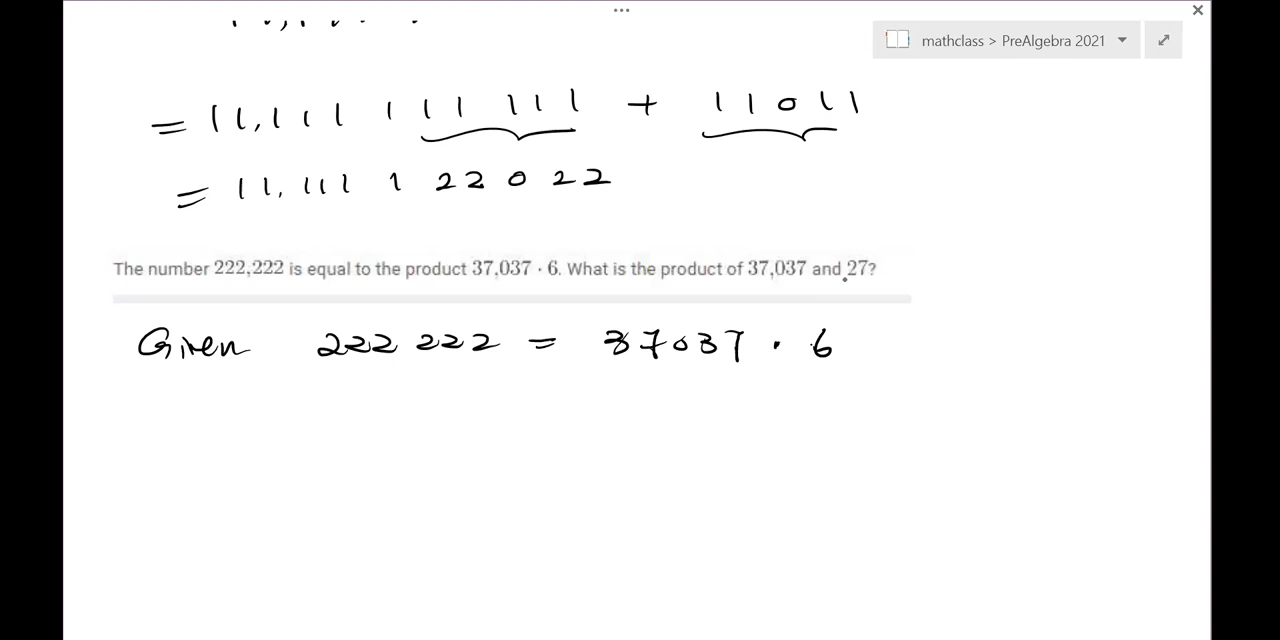 mathclass > PreAlgebra 2021
= 11,111 111 1111 + 11011
= 11,111 1 22 0 22
The number 222,222 is equal to the product 37,037 · 6. What is the product of 37,037 and 27?
Given 222 222 = 37037 · 6